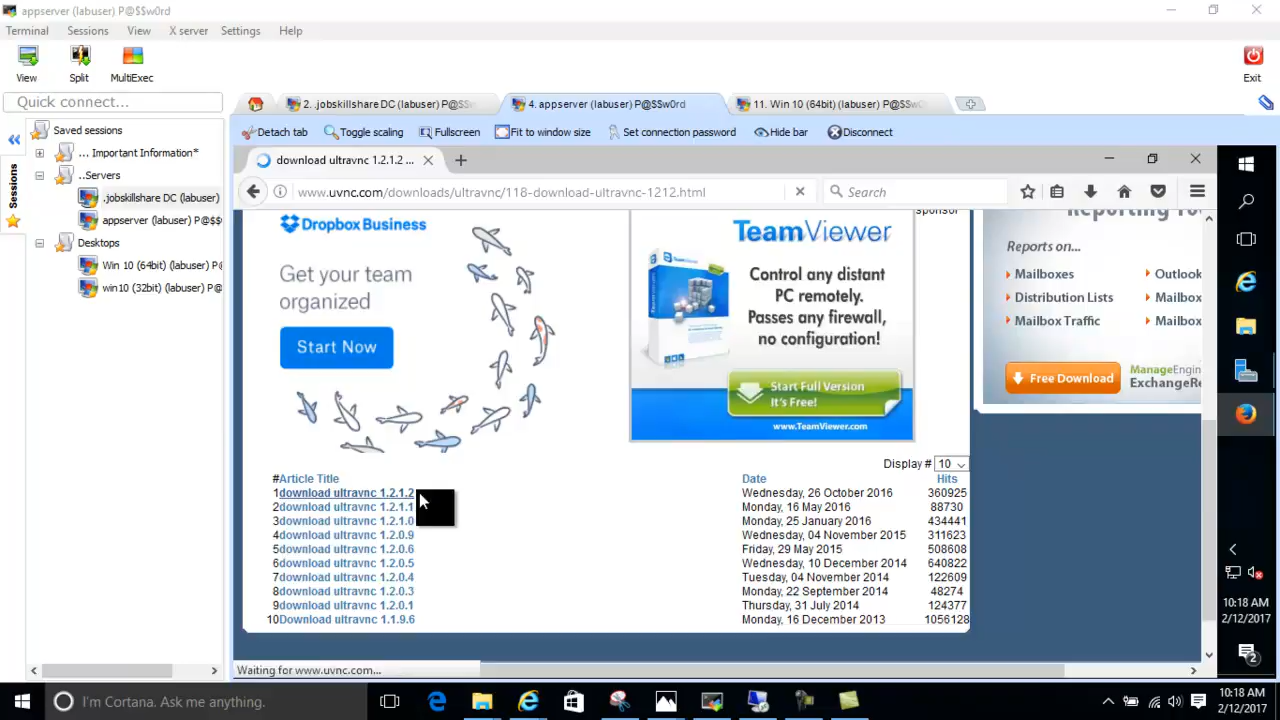 appserver (labuser) P@$$w0rd
Terminal Sessions View X server Settings Help
View Split MultiExec Exit
Quick connect...
2. .jobskillshare DC (labuser) P@$$...
4. appserver (labuser) P@$$w0rd
11. Win 10 (64bit) (labuser) P@$$w0...
Detach tab Toggle scaling Fullscreen Fit to window size Set connection password Hide bar Disconnect
Sessions
Saved sessions
... Important Information*
..Servers
.jobskillshare DC (labuser)
appserver (labuser) P@$$
Desktops
Win 10 (64bit) (labuser) P@
win10 (32bit) (labuser) P@
download ultravnc 1.2.1.2 ...
www.uvnc.com/downloads/ultravnc/118-download-ultravnc-1212.html
Search
Dropbox Business
Get your team
organized
Start Now
sponsor
TeamViewer
Control any distant
PC remotely.
Passes any firewall,
no configuration!
Start Full Version
It's Free!
www.TeamViewer.com
Reports on...
Mailboxes Outlook
Distribution Lists Mailbox
Mailbox Traffic Mailbox
Free Download
ManageEngin
ExchangeRe
Display # 10
#Article Title Date Hits
1download ultravnc 1.2.1.2 Wednesday, 26 October 2016 360925
2download ultravnc 1.2.1.1 Monday, 16 May 2016 88730
3download ultravnc 1.2.1.0 Monday, 25 January 2016 434441
4download ultravnc 1.2.0.9 Wednesday, 04 November 2015 311623
5download ultravnc 1.2.0.6 Friday, 29 May 2015 508608
6download ultravnc 1.2.0.5 Wednesday, 10 December 2014 640822
7download ultravnc 1.2.0.4 Tuesday, 04 November 2014 122609
8download ultravnc 1.2.0.3 Monday, 22 September 2014 48274
9download ultravnc 1.2.0.1 Thursday, 31 July 2014 124377
10Download ultravnc 1.1.9.6 Monday, 16 December 2013 1056128
Waiting for www.uvnc.com...
10:18 AM
2/12/2017
2
I'm Cortana. Ask me anything.
10:18 AM
2/12/2017